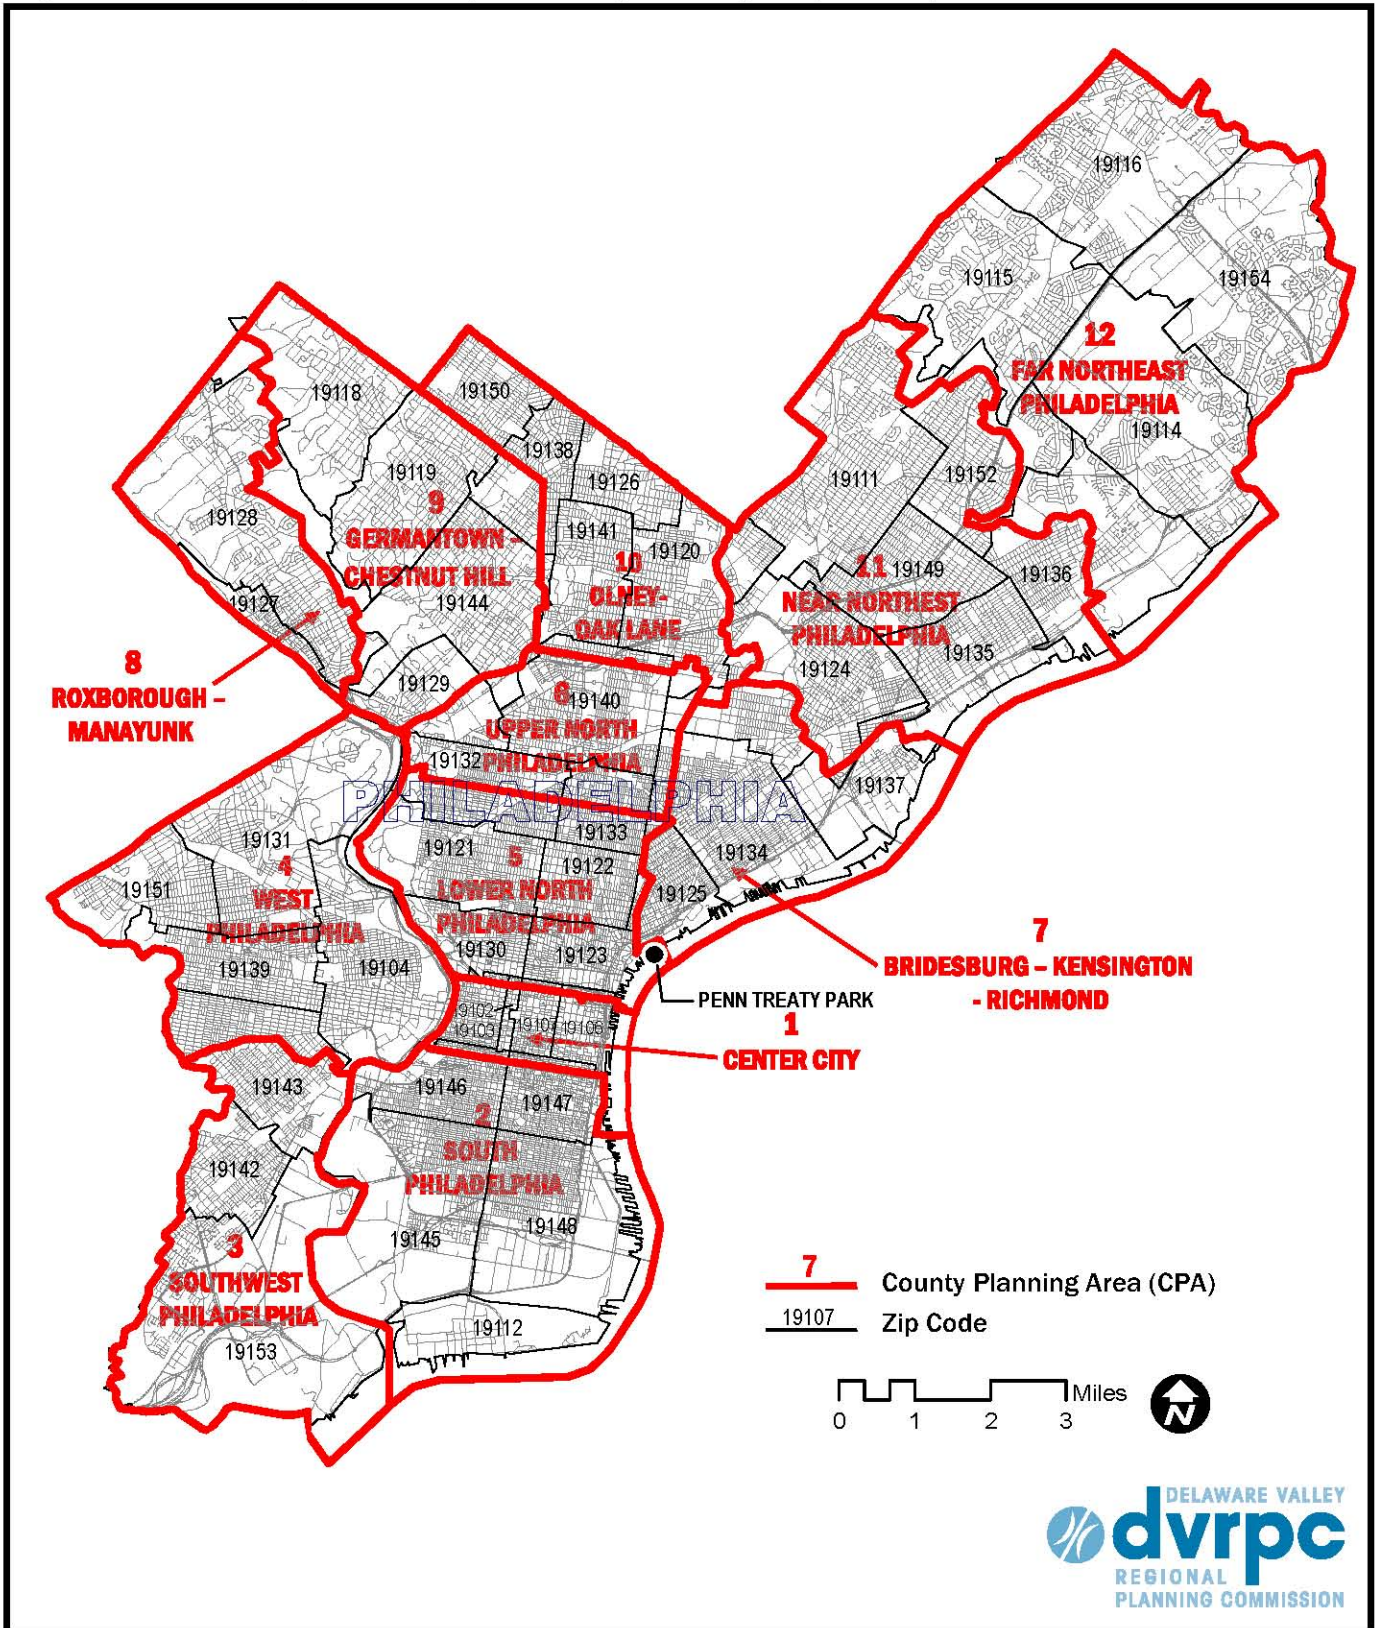 19116
19115
19154
12
FAR NORTHEAST
PHILADELPHIA
19114
19118
19150
19138
19119
19126
19111
19152
9
GERMANTOWN –
CHESTNUT HILL
19128
19141
19120
10
OLNEY-
OAK LANE
11
19149
NEAR NORTHEST
PHILADELPHIA
19136
19127
19144
19124
19135
8
ROXBOROUGH –
MANAYUNK
19129
6
19140
UPPER NORTH
PHILADELPHIA
19132
19137
PHILADELPHIA
19131
19121
19133
5
19122
19134
4
WEST
PHILADELPHIA
19151
LOWER NORTH
PHILADELPHIA
19125
19139
19104
19130
19123
7
BRIDESBURG – KENSINGTON
- RICHMOND
PENN TREATY PARK
19102
19103
19107
19106
1
CENTER CITY
19143
19146
19147
2
SOUTH
PHILADELPHIA
19142
19145
19148
3
SOUTHWEST
PHILADELPHIA
19153
19112
7
County Planning Area (CPA)
19107
Zip Code
Miles
0 1 2 3
N
DELAWARE VALLEY
dvrpc
REGIONAL
PLANNING COMMISSION